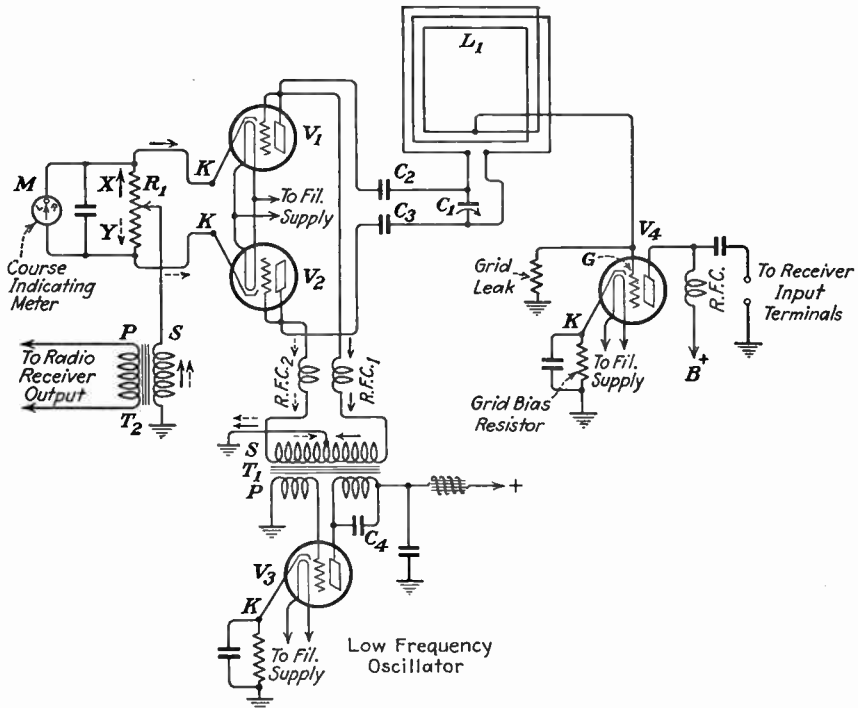 L1
V1
K
C2
M
X
R1
To Fil.
Supply
C1
K
C3
Y
V4
Course
Indicating
Meter
V2
Grid
Leak
G
R.F.C.
To Receiver
Input
Terminals
P
S
K
To Radio
Receiver
Output
R.F.C.2
R.F.C.1
To Fil.
Supply
B+
T2
Grid Bias
Resistor
S
T1
P
+
C4
V3
K
To Fil.
Supply
Low Frequency
Oscillator